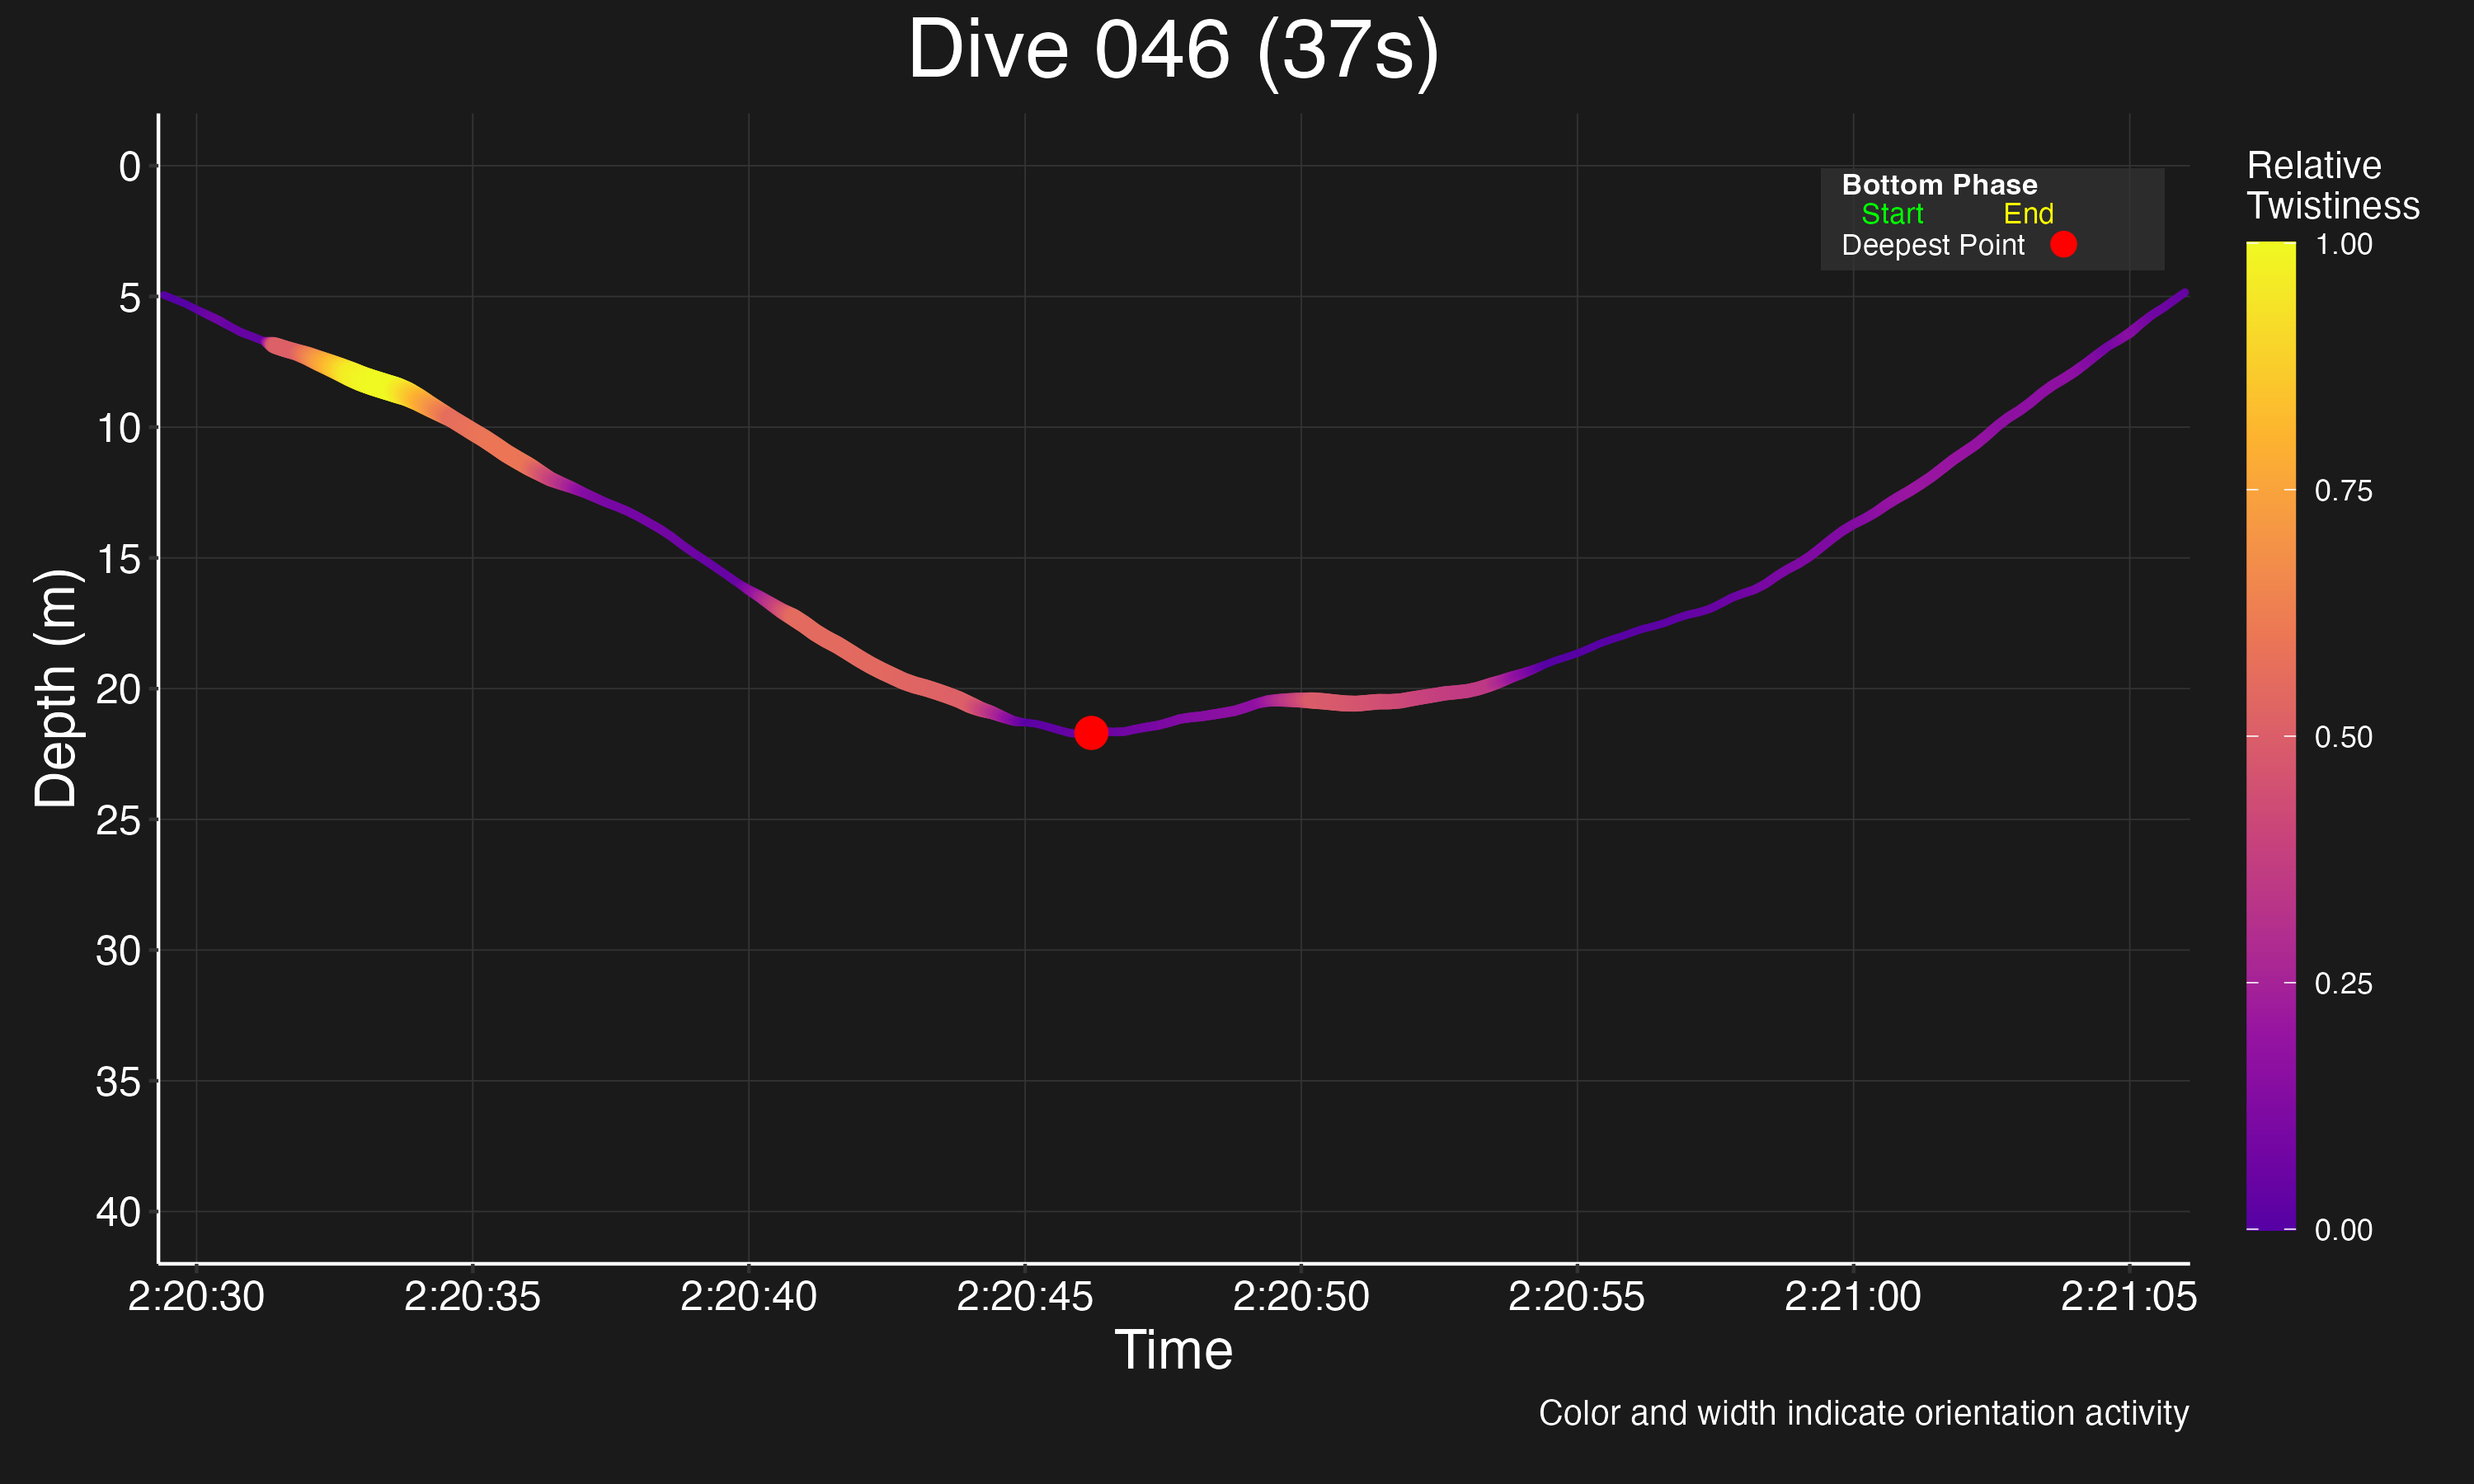 Dive 046 (37s)
Relative
Twistiness
Bottom Phase
Start End
Deepest Point
1.00
0.75
0.50
0.25
0.00
Depth (m)
0
5
10
15
20
25
30
35
40
2:20:30 2:20:35 2:20:40 2:20:45 2:20:50 2:20:55 2:21:00 2:21:05
Time
Color and width indicate orientation activity